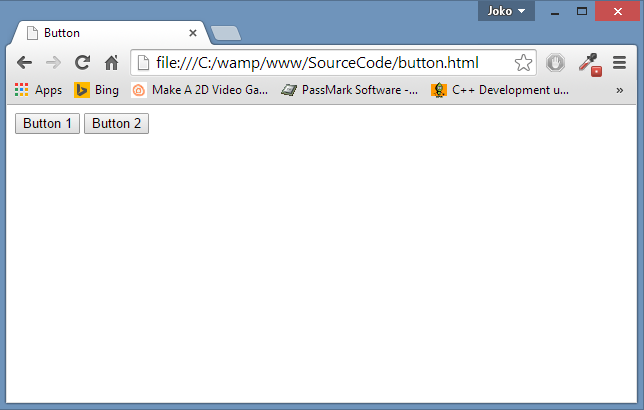 Joko
Button
file:///C:/wamp/www/SourceCode/button.html
Apps Bing Make A 2D Video Ga... PassMark Software -... C++ Development u... »
Button 1 Button 2